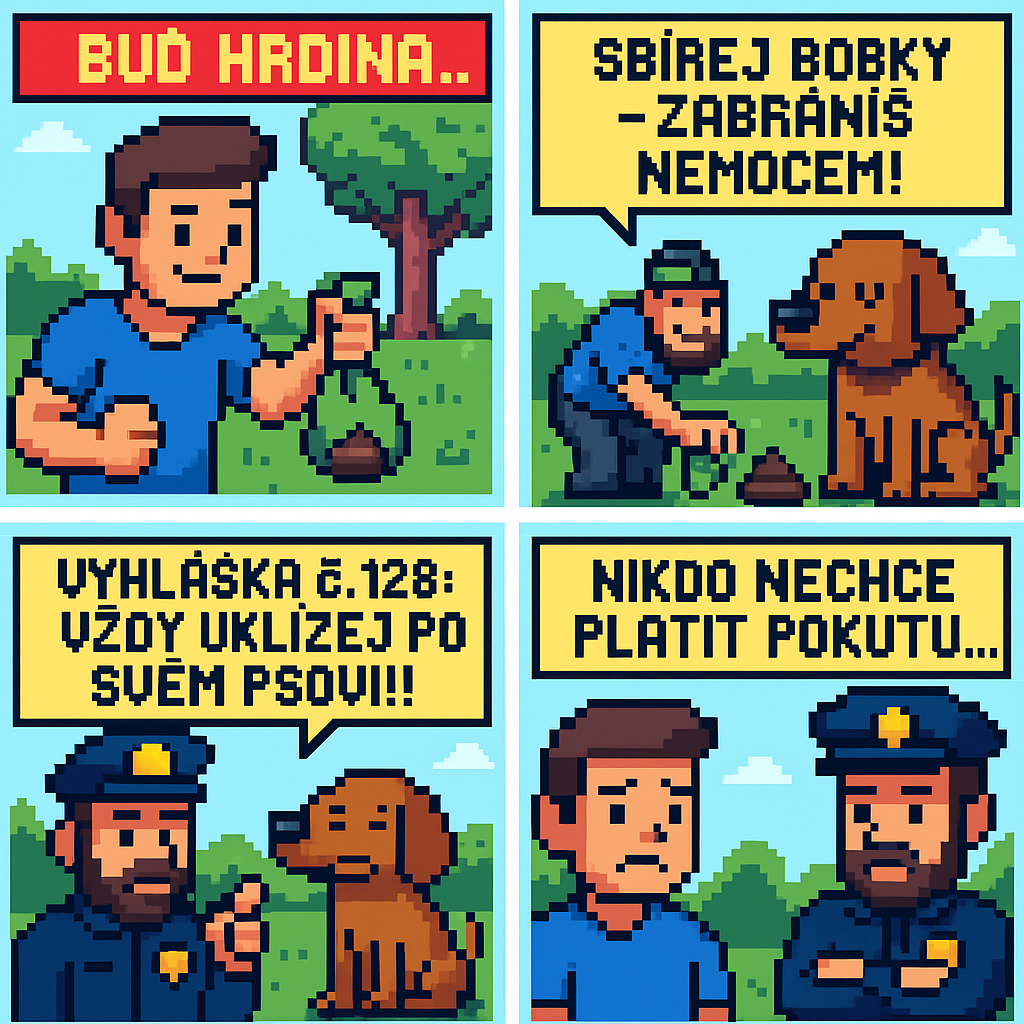 BUĎ HRDINA..
SBÍREJ BOBKY
– ZABRÁNÍŠ
NEMOCEM!
VYHLÁŠKA č.128:
VŽDY UKLÍZEJ PO
SVÉM PSOVI!!
NIKDO NECHCE
PLATIT POKUTU...